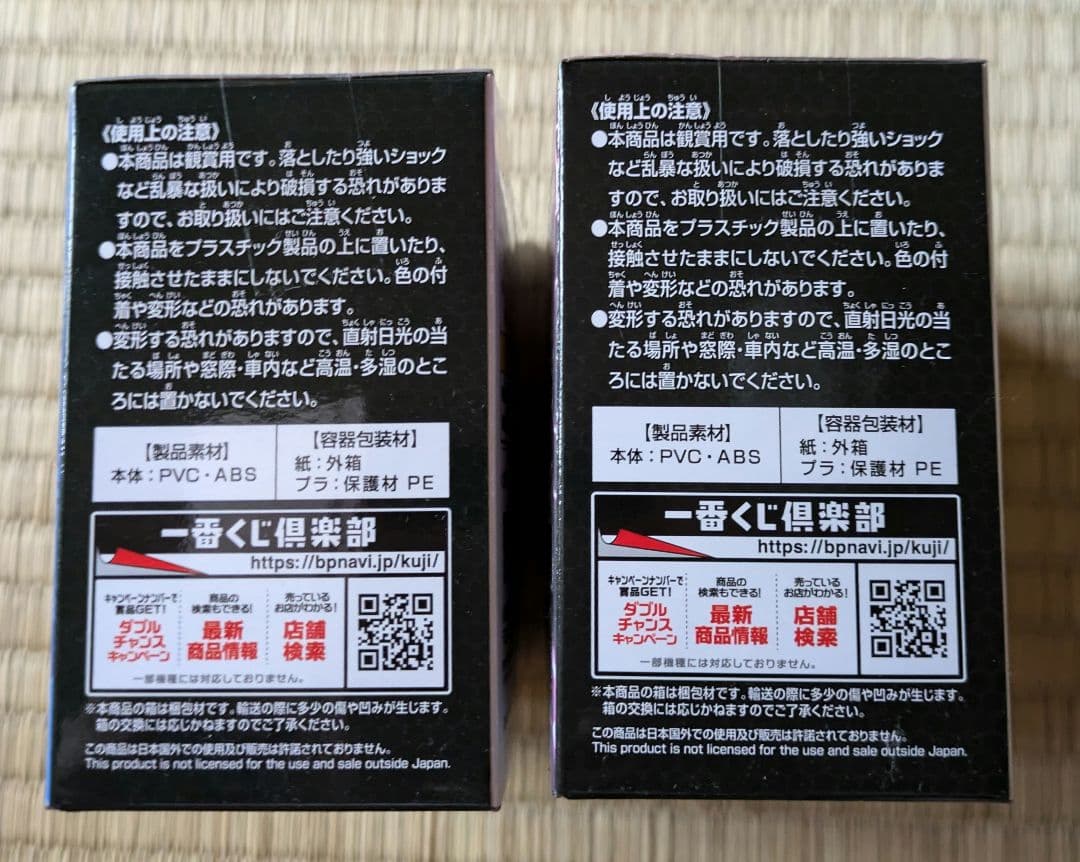 《使用上の注意》
●本商品は観賞用です。落としたり強いショック
など乱暴な扱いにより破損する恐れがありま
すので、お取り扱いにはご注意ください。
●本商品をプラスチック製品の上に置いたり、
接触させたままにしないでください。色の付
着や変形などの恐れがあります。
●変形する恐れがありますので、直射日光の当
たる場所や窓際・車内など高温・多湿のとこ
ろには置かないでください。
【製品素材】
本体：PVC・ABS
【容器包装材】
紙：外箱
プラ：保護材 PE
一番くじ倶楽部
https://bpnavi.jp/kuji/
キャンペーンナンバーで
賞品GET!
ダブル
チャンス
キャンペーン
商品の
検索もできる!
最新
商品情報
売っている
お店がわかる!
店舗
検索
一部機種には対応しておりません。
※本商品の箱は梱包材です。輸送の際に多少の傷や凹みが生じます。
箱の交換には応じかねますのでご了承ください。
この商品は日本国外での使用及び販売は許諾されておりません。
This product is not licensed for the use and sale outside Japan.
《使用上の注意》
●本商品は観賞用です。落としたり強いショック
など乱暴な扱いにより破損する恐れがありま
すので、お取り扱いにはご注意ください。
●本商品をプラスチック製品の上に置いたり、
接触させたままにしないでください。色の付
着や変形などの恐れがあります。
●変形する恐れがありますので、直射日光の当
たる場所や窓際・車内など高温・多湿のとこ
ろには置かないでください。
【製品素材】
本体：PVC・ABS
【容器包装材】
紙：外箱
プラ：保護材 PE
一番くじ倶楽部
https://bpnavi.jp/kuji/
キャンペーンナンバーで
賞品GET!
ダブル
チャンス
キャンペーン
商品の
検索もできる!
最新
商品情報
売っている
お店がわかる!
店舗
検索
一部機種には対応しておりません。
※本商品の箱は梱包材です。輸送の際に多少の傷や凹みが生じます。
箱の交換には応じかねますのでご了承ください。
この商品は日本国外での使用及び販売は許諾されておりません。
This product is not licensed for the use and sale outside Japan.